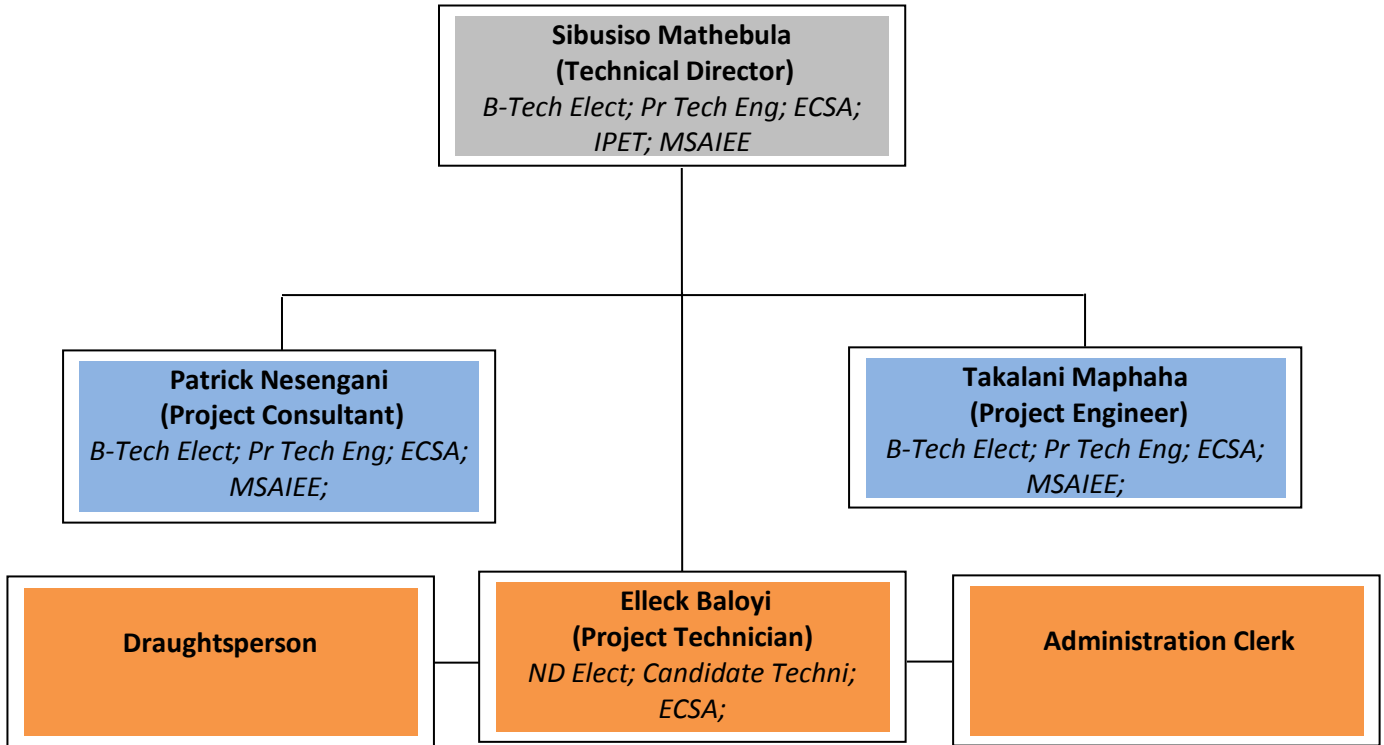 Sibusiso Mathebula
(Technical Director)
B-Tech Elect; Pr Tech Eng; ECSA;
IPET; MSAIEE
Patrick Nesengani
(Project Consultant)
B-Tech Elect; Pr Tech Eng; ECSA;
MSAIEE;
Takalani Maphaha
(Project Engineer)
B-Tech Elect; Pr Tech Eng; ECSA;
MSAIEE;
Draughtsperson
Elleck Baloyi
(Project Technician)
ND Elect; Candidate Techni;
ECSA;
Administration Clerk